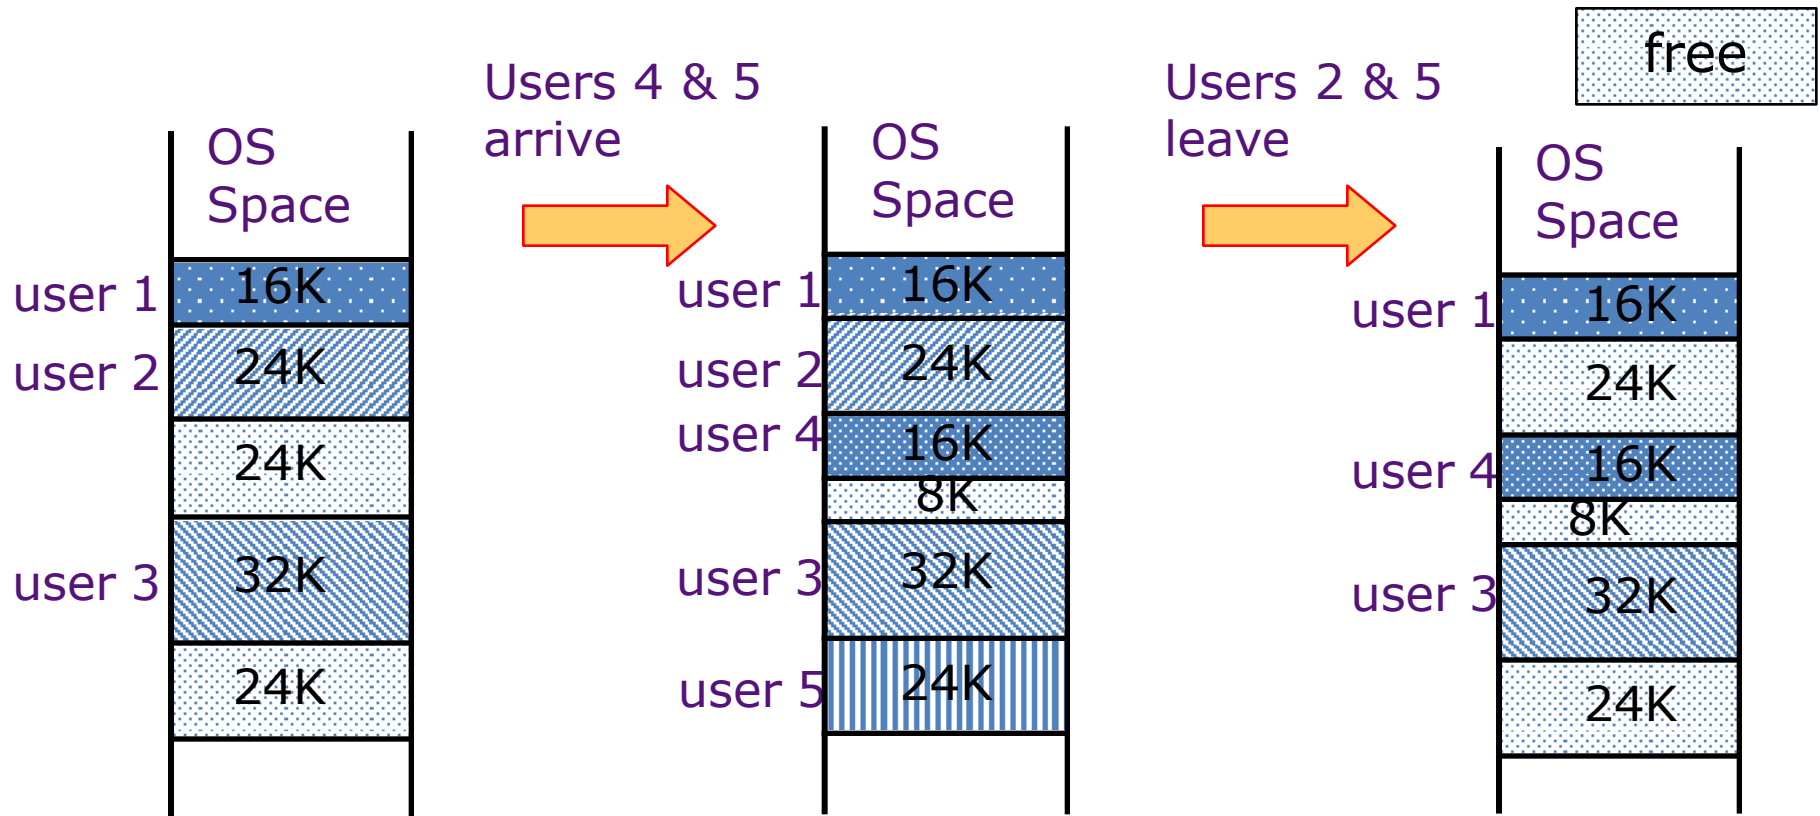 free
Users 4 & 5
arrive
Users 2 & 5
leave
OS
Space
user 1
16K
user 2
24K
24K
user 3
32K
24K
OS
Space
user 1
16K
user 2
24K
user 4
16K
8K
user 3
32K
user 5
24K
OS
Space
user 1
16K
24K
user 4
16K
8K
user 3
32K
24K